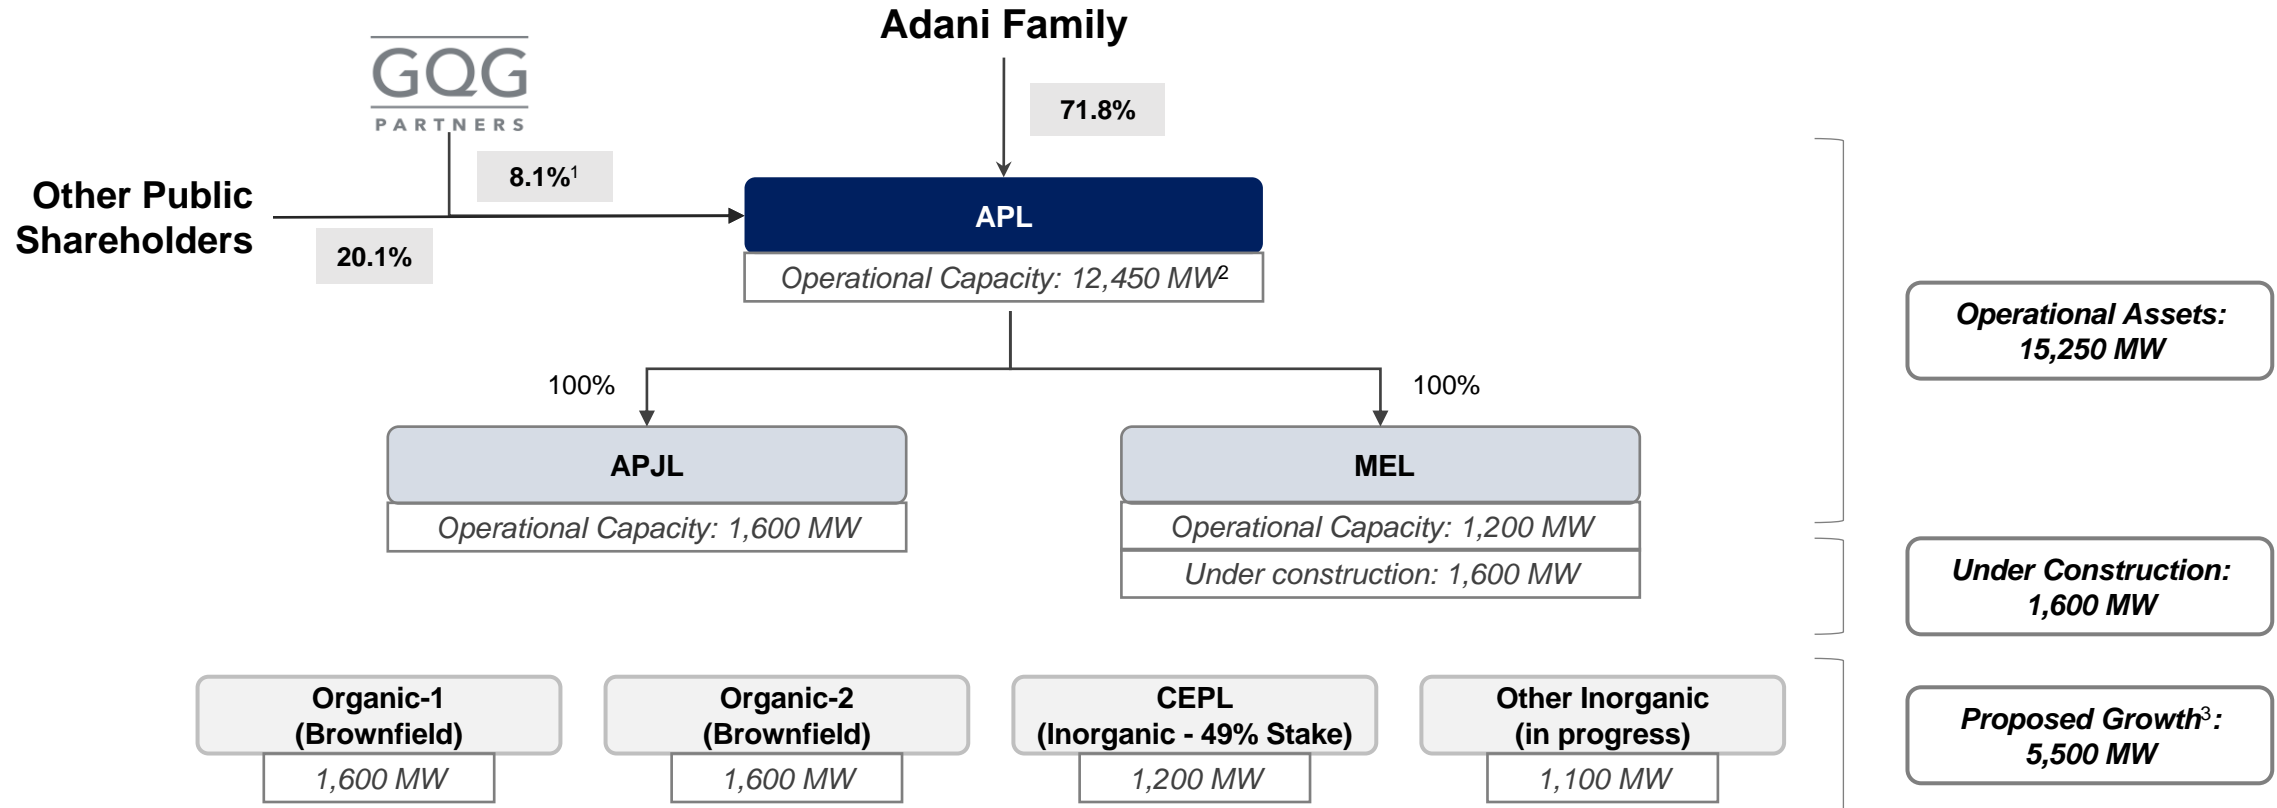 Adani Family
GQG
PARTNERS
71.8%
8.1%¹
Other Public
Shareholders
20.1%
APL
Operational Capacity: 12,450 MW²
Operational Assets:
15,250 MW
100%
100%
APJL
MEL
Operational Capacity: 1,600 MW
Operational Capacity: 1,200 MW
Under construction: 1,600 MW
Under Construction:
1,600 MW
Organic-1
(Brownfield)
1,600 MW
Organic-2
(Brownfield)
1,600 MW
CEPL
(Inorganic - 49% Stake)
1,200 MW
Other Inorganic
(in progress)
1,100 MW
Proposed Growth³:
5,500 MW